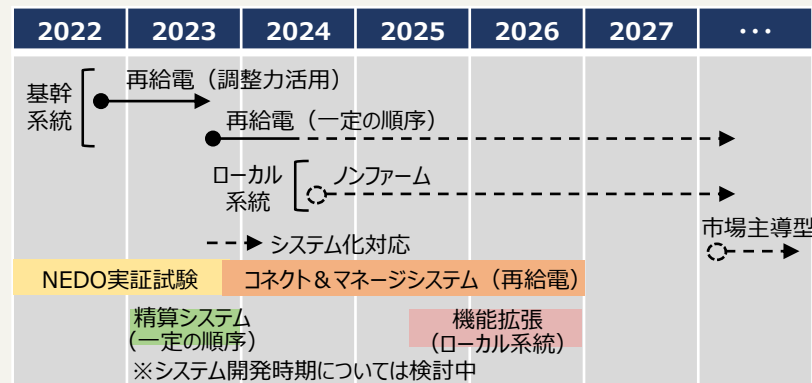 2022 2023 2024 2025 2026 2027 ・・・
再給電（調整力活用）
基幹
系統
再給電（一定の順序）
ローカル
系統
ノンファーム
市場主導型
システム化対応
NEDO実証試験 コネクト＆マネージシステム（再給電）
精算システム
(一定の順序)
機能拡張
(ローカル系統)
※システム開発時期については検討中